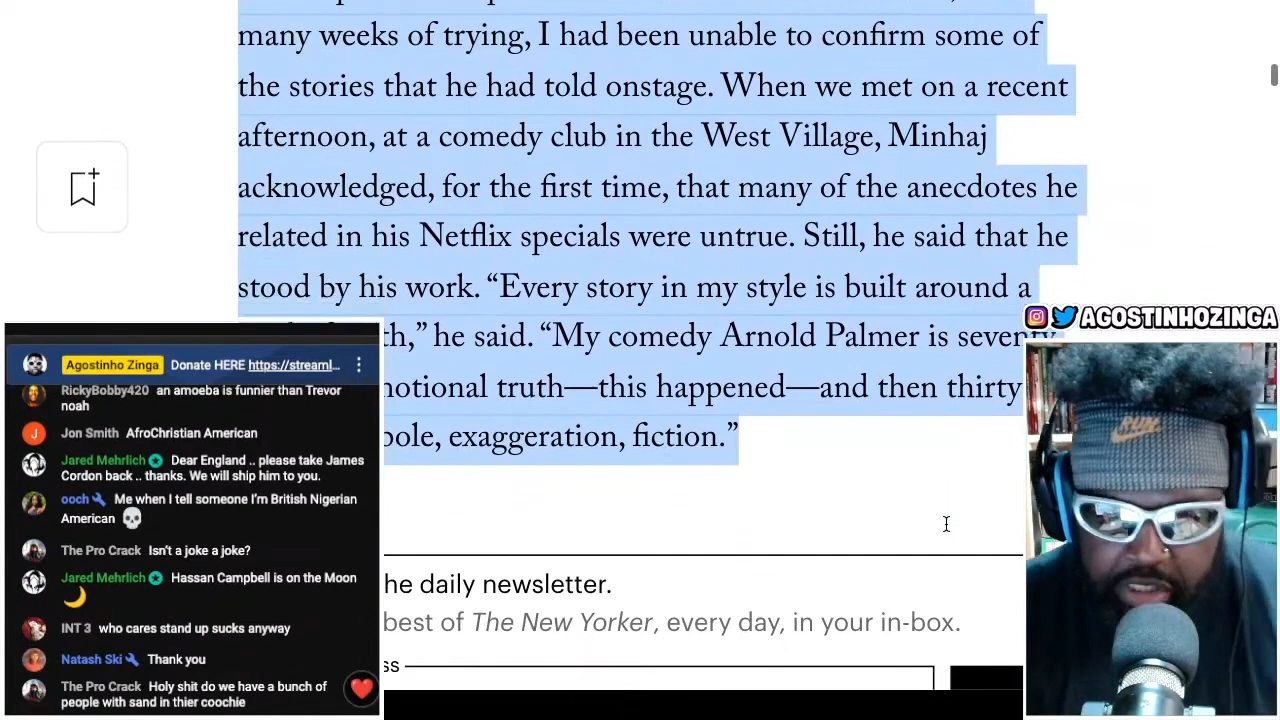 many weeks of trying, I had been unable to confirm some of
the stories that he had told onstage. When we met on a recent
afternoon, at a comedy club in the West Village, Minhaj
acknowledged, for the first time, that many of the anecdotes he
related in his Netflix specials were untrue. Still, he said that he
stood by his work. “Every story in my style is built around a
th,” he said. “My comedy Arnold Palmer is seventy
otional truth—this happened—and then thirty
bole, exaggeration, fiction.”
he daily newsletter.
best of The New Yorker, every day, in your in-box.
ss
Agostinho Zinga Donate HERE https://streaml...
RickyBobby420 an amoeba is funnier than Trevor
noah
Jon Smith AfroChristian American
Jared Mehrlich Dear England .. please take James
Cordon back .. thanks. We will ship him to you.
ooch Me when I tell someone I’m British Nigerian
American
The Pro Crack Isn’t a joke a joke?
Jared Mehrlich Hassan Campbell is on the Moon
INT 3 who cares stand up sucks anyway
Natash Ski Thank you
The Pro Crack Holy shit do we have a bunch of
people with sand in thier coochie
AGOSTINHOZINGA
RUN